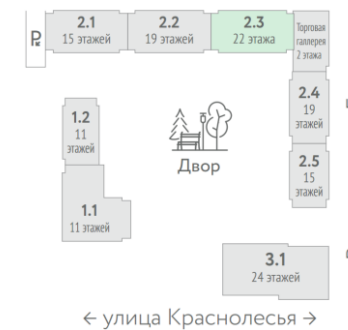 2.1
15 этажей
2.2
19 этажей
2.3
22 этажа
Торговая
галлерея
2 этажа
2.4
19
этажей
1.2
11
этажей
Двор
2.5
15
этажей
1.1
11 этажей
3.1
24 этажей
← улица Краснолесья →